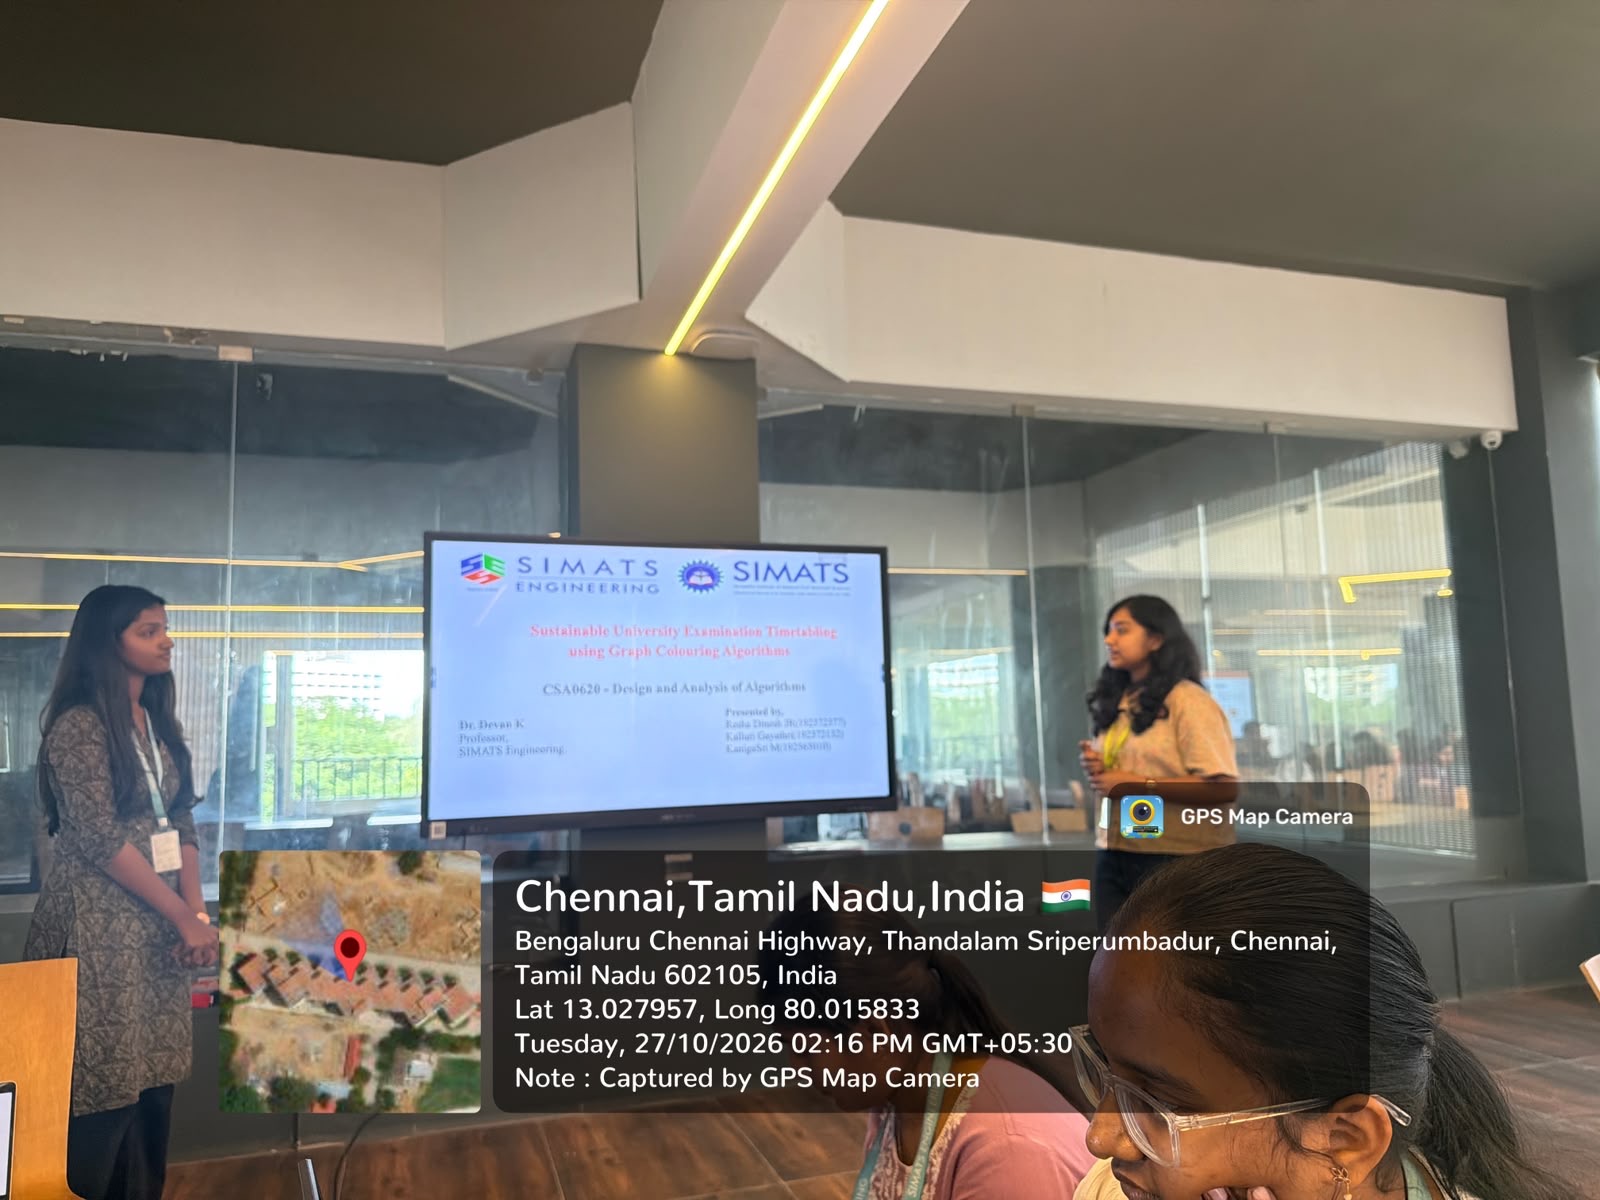 SIMATS
ENGINEERING
SIMATS
Sustainable University Examination Timetabling
using Graph Colouring Algorithms
CSA0620 - Design and Analysis of Algorithms
Dr. Devan K.
Professor,
SIMATS Engineering.
Presented by,
GPS Map Camera
Chennai,Tamil Nadu,India
Bengaluru Chennai Highway, Thandalam Sriperumbadur, Chennai,
Tamil Nadu 602105, India
Lat 13.027957, Long 80.015833
Tuesday, 27/10/2026 02:16 PM GMT+05:30
Note : Captured by GPS Map Camera
SIMATS